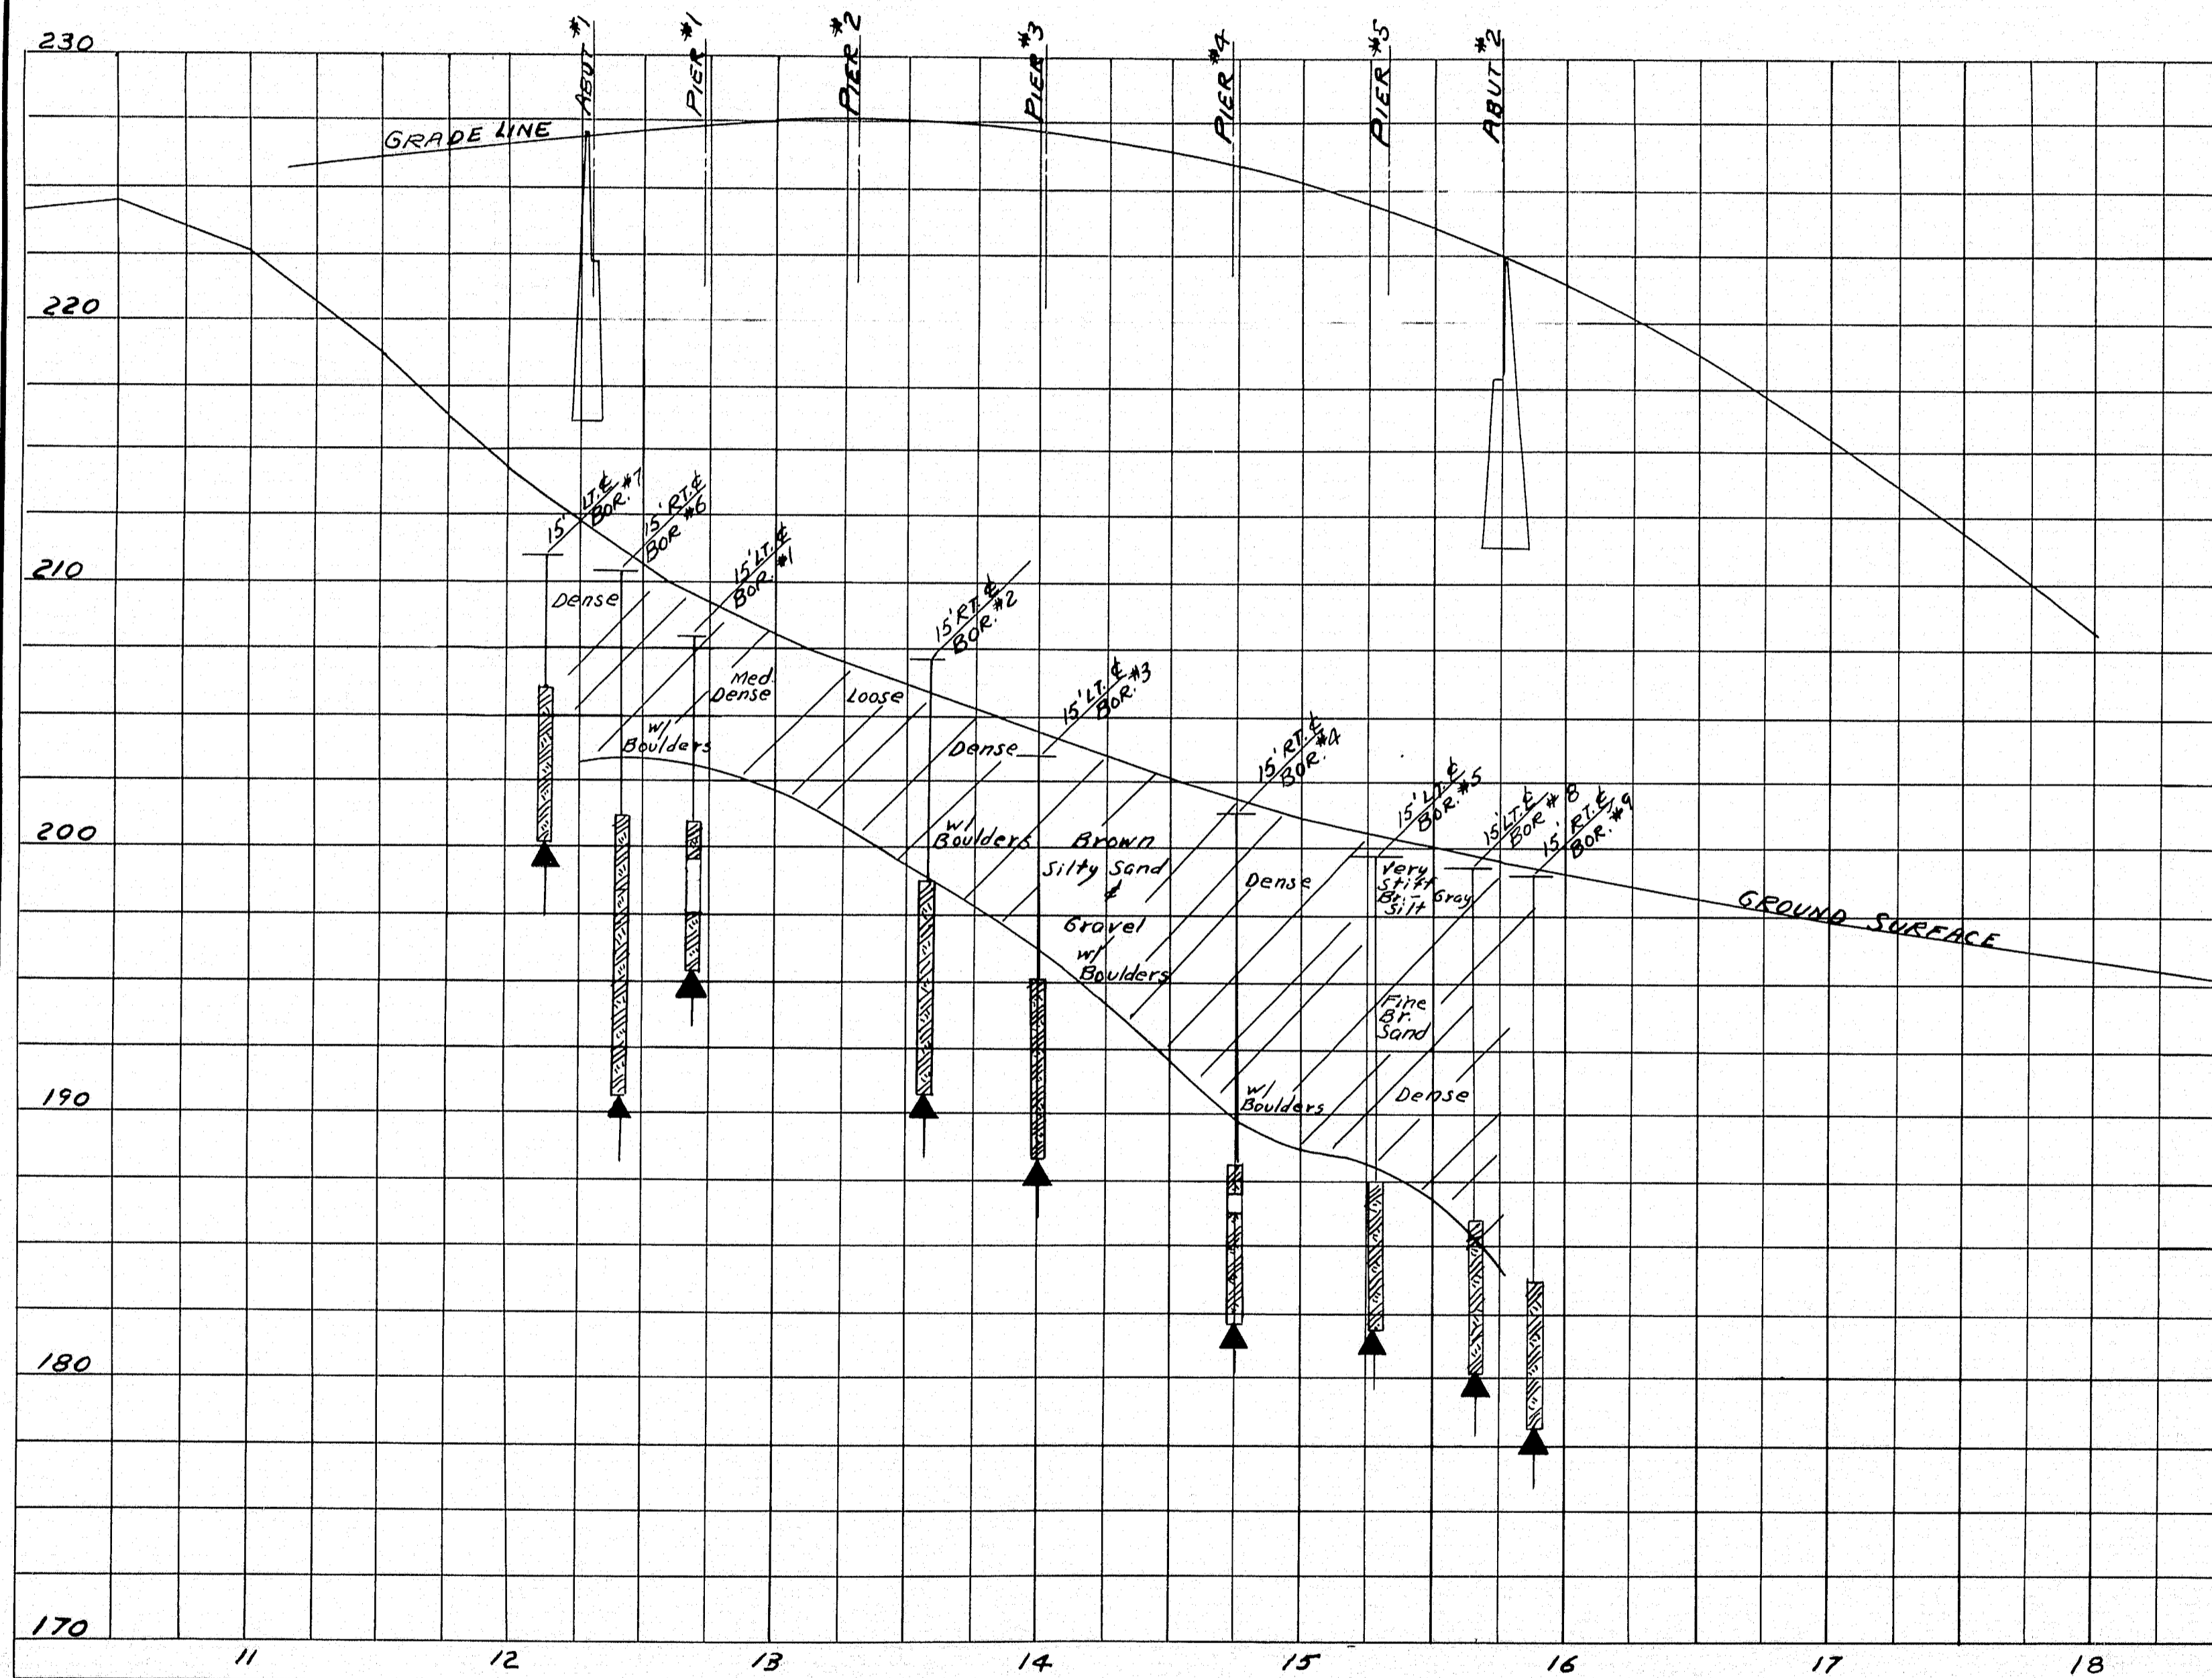 ABUT #1
PIER #1
PIER #2
PIER #3
PIER #4
PIER #5
ABUT #2
230
GRADE LINE
220
15' LT. ℄
BOR. #7
15' RT. ℄
BOR #6
15' LT. ℄
BOR. #1
210
Dense
15' RT. ℄
BOR. #2
Med.
Dense
Loose
w/
Boulders
Dense
15' LT. ℄
BOR. #3
15' RT. ℄
BOR. #4
15' LT. ℄
BOR. #5
15' LT. ℄
BOR #8
15' RT. ℄
BOR. #9
200
w/
Boulders
Brown
Silty Sand
&
Gravel
w/
Boulders
Dense
Very
Stiff
Br.- Gray
Silt
GROUND SURFACE
Fine
Br.
Sand
190
w/
Boulders
Dense
180
170
11 12 13 14 15 16 17 18